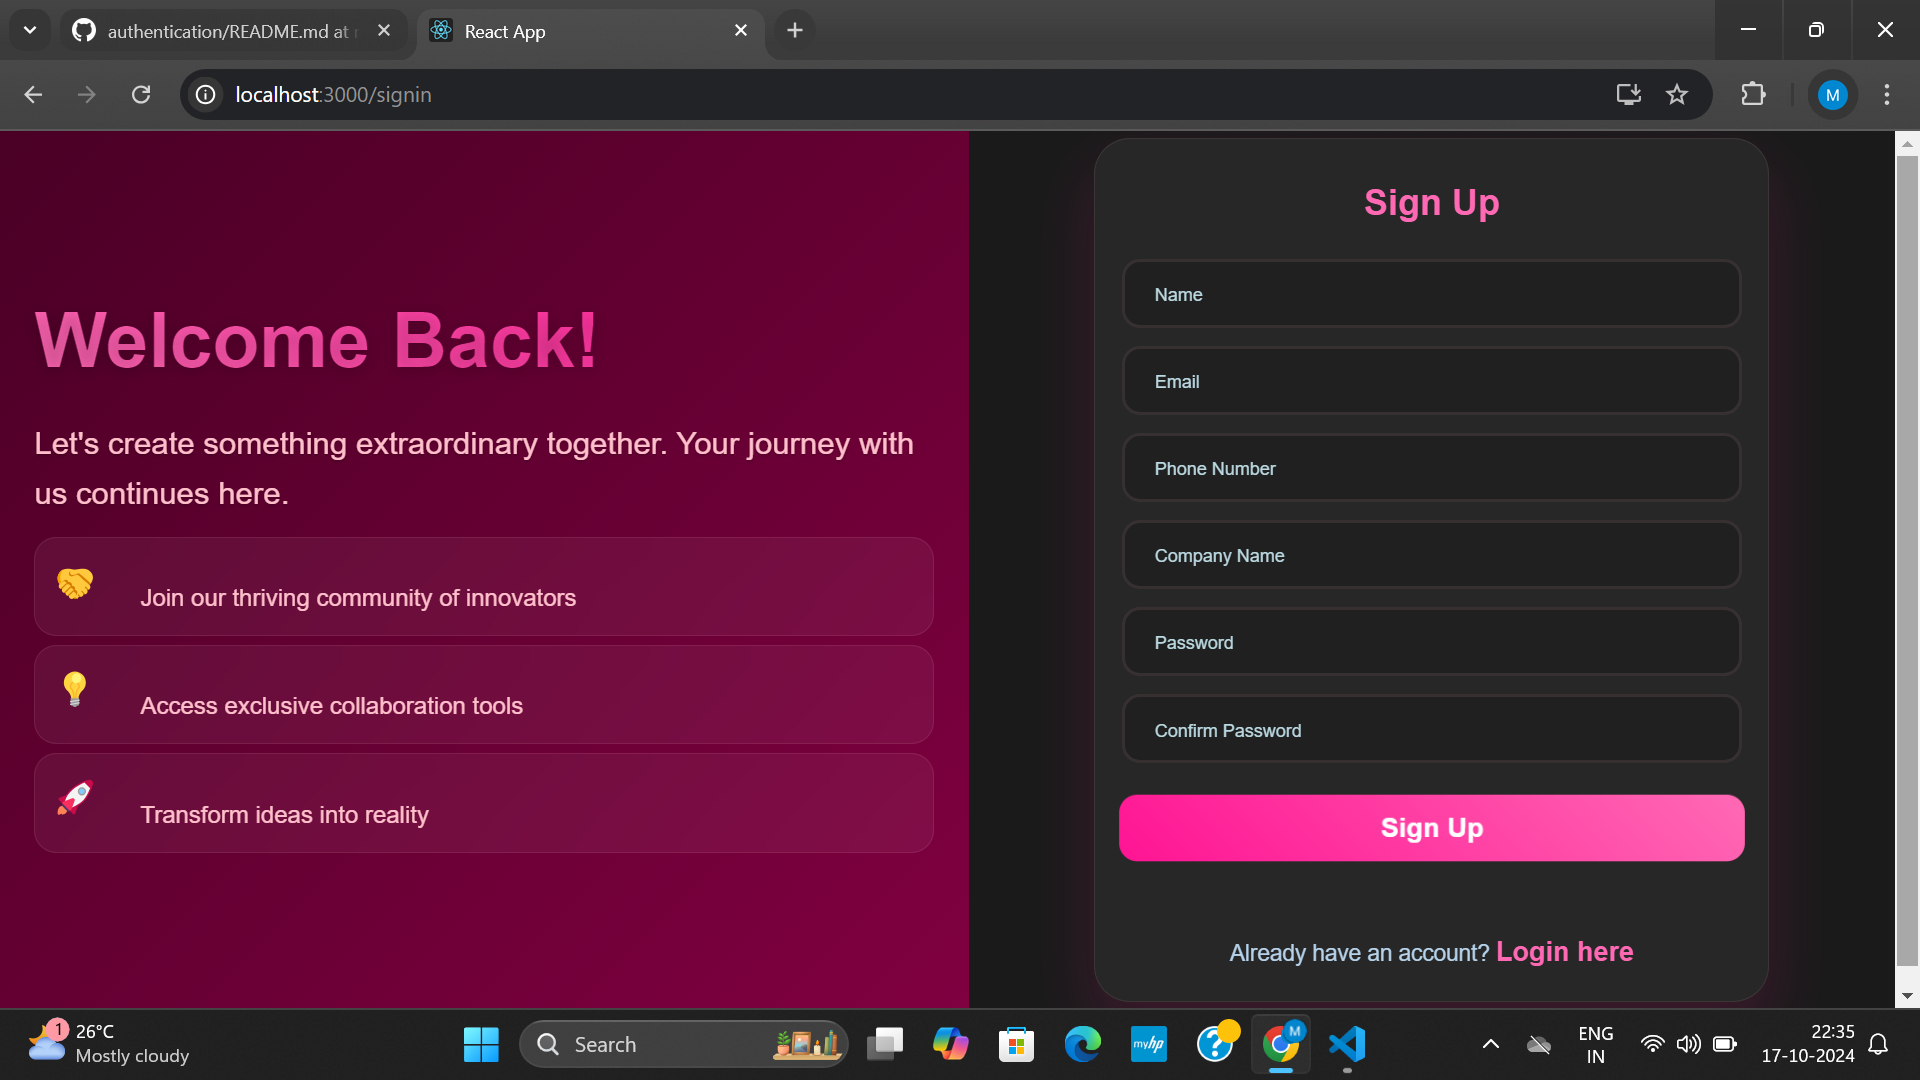 authentication/README.md at
React App
localhost:3000/signin
M
Welcome Back!
Let's create something extraordinary together. Your journey with
us continues here.
Join our thriving community of innovators
Access exclusive collaboration tools
Transform ideas into reality
Sign Up
Name
Email
Phone Number
Company Name
Password
Confirm Password
Sign Up
Already have an account? Login here
1
26°C
Mostly cloudy
Search
myhp
?
M
ENG
IN
22:35
17-10-2024